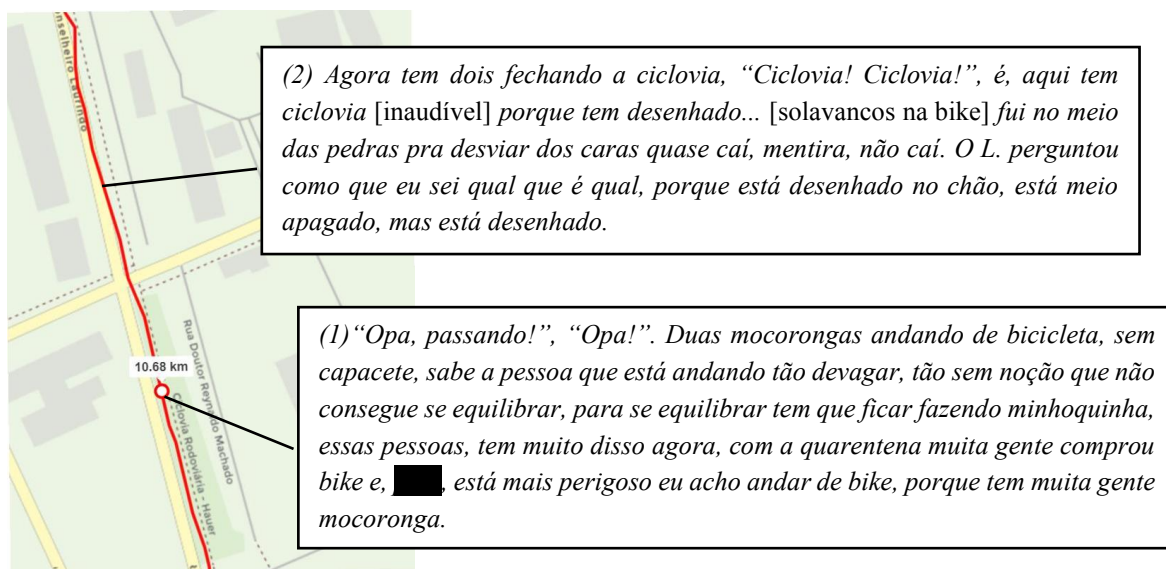 nselheiro Laurindo
(2) Agora tem dois fechando a ciclovia, “Ciclovia! Ciclovia!”, é, aqui tem
ciclovia [inaudível] porque tem desenhado... [solavancos na bike] fui no meio
das pedras pra desviar dos caras quase caí, mentira, não caí. O L. perguntou
como que eu sei qual que é qual, porque está desenhado no chão, está meio
apagado, mas está desenhado.
10.68 km
Rua Doutor Reynaldo Machado
Ciclovia Rodoviária - Hauer
(1)“Opa, passando!”, “Opa!”. Duas mocorongas andando de bicicleta, sem
capacete, sabe a pessoa que está andando tão devagar, tão sem noção que não
consegue se equilibrar, para se equilibrar tem que ficar fazendo minhoquinha,
essas pessoas, tem muito disso agora, com a quarentena muita gente comprou
bike e, , está mais perigoso eu acho andar de bike, porque tem muita gente
mocoronga.